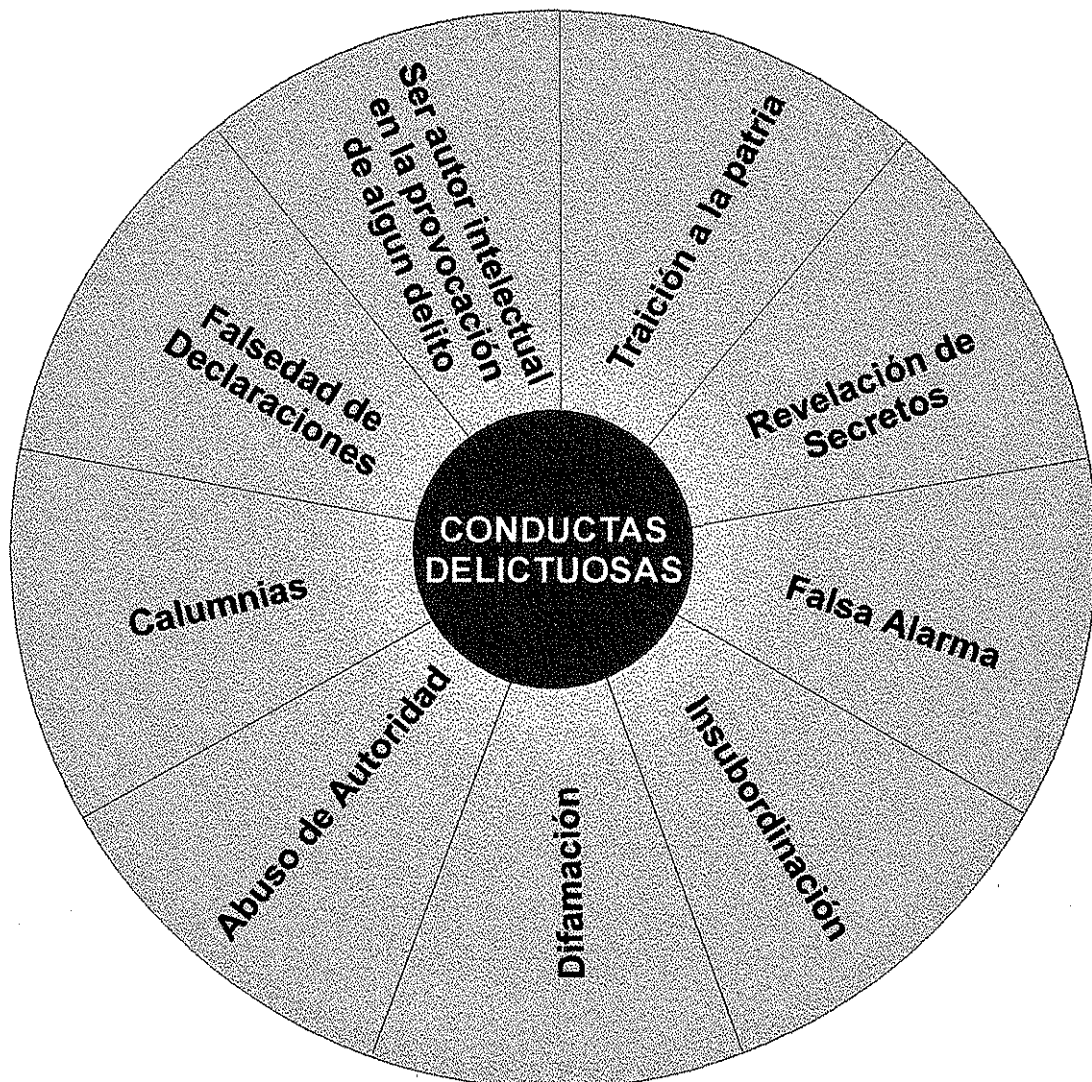 CONDUCTAS
DELICTUOSAS
Traición a la patria
Revelación de
Secretos
Falsa Alarma
Insubordinación
Difamación
Abuso de Autoridad
Calumnias
Falsedad de
Declaraciones
Ser autor intelectual
en la provocación
de algun delito